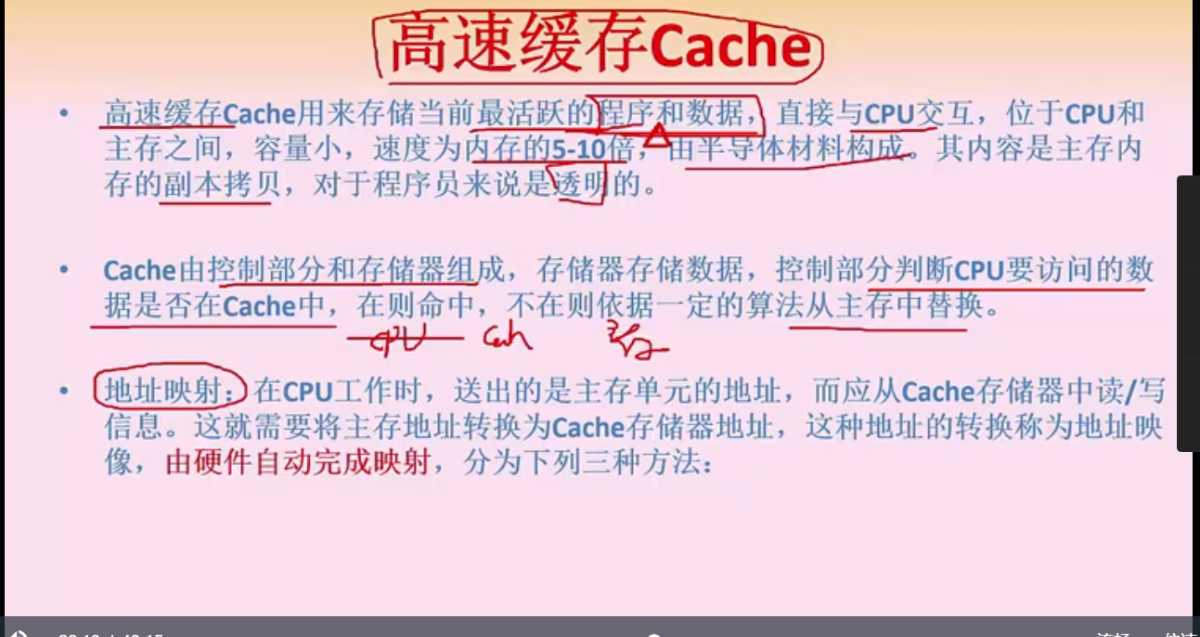 高速缓存Cache
• 高速缓存Cache用来存储当前最活跃的程序和数据，直接与CPU交互，位于CPU和
主存之间，容量小，速度为内存的5-10倍，由半导体材料构成。其内容是主存内
存的副本拷贝，对于程序员来说是透明的。
• Cache由控制部分和存储器组成，存储器存储数据，控制部分判断CPU要访问的数
据是否在Cache中，在则命中，不在则依据一定的算法从主存中替换。
CPU
• 地址映射：在CPU工作时，送出的是主存单元的地址，而应从Cache存储器中读/写
信息。这就需要将主存地址转换为Cache存储器地址，这种地址的转换称为地址映
像，由硬件自动完成映射，分为下列三种方法：